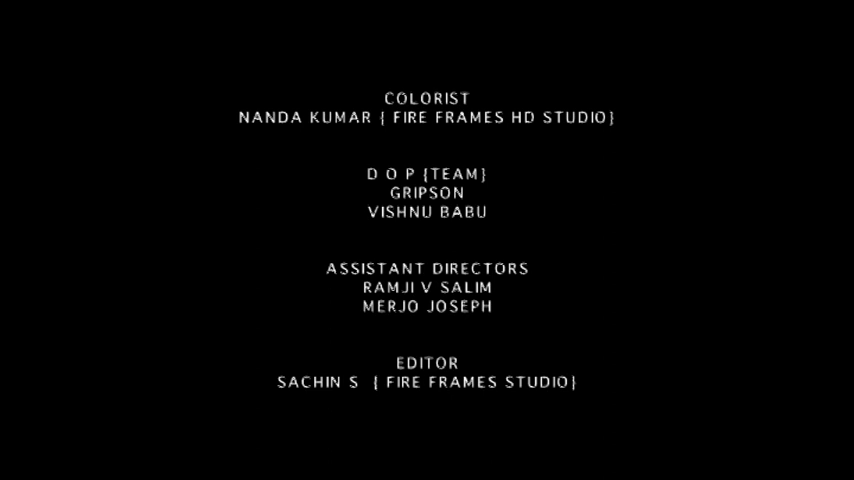 COLORIST
NANDA KUMAR { FIRE FRAMES HD STUDIO}
D O P {TEAM}
GRIPSON
VISHNU BABU
ASSISTANT DIRECTORS
RAMJI V SALIM
MERJO JOSEPH
EDITOR
SACHIN S { FIRE FRAMES STUDIO}